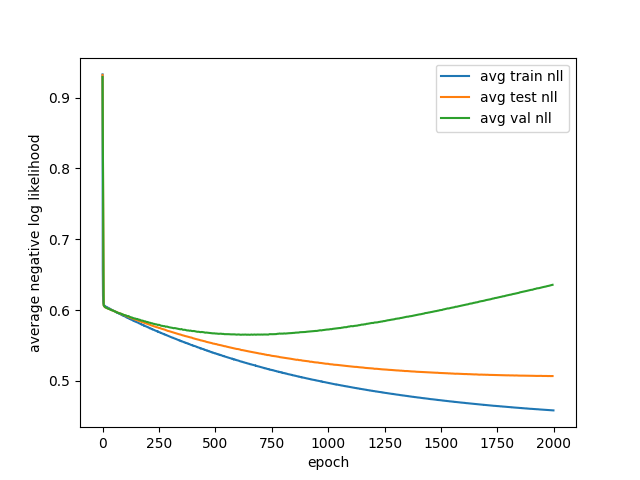 avg train nll
avg test nll
avg val nll
average negative log likelihood
0.9
0.8
0.7
0.6
0.5
0 250 500 750 1000 1250 1500 1750 2000
epoch